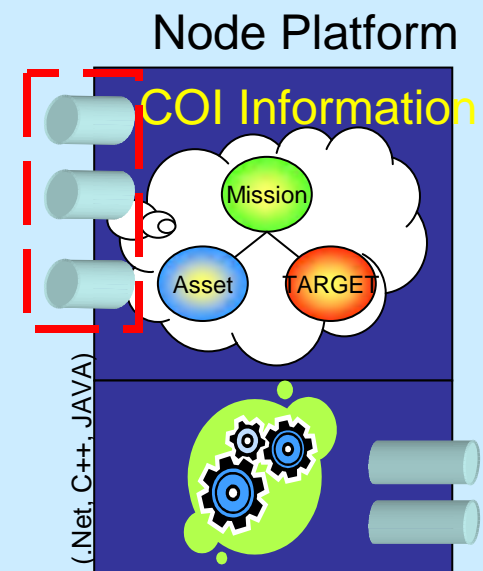 Node Platform
COI Information
Mission
Asset
TARGET
(.Net, C++, JAVA)